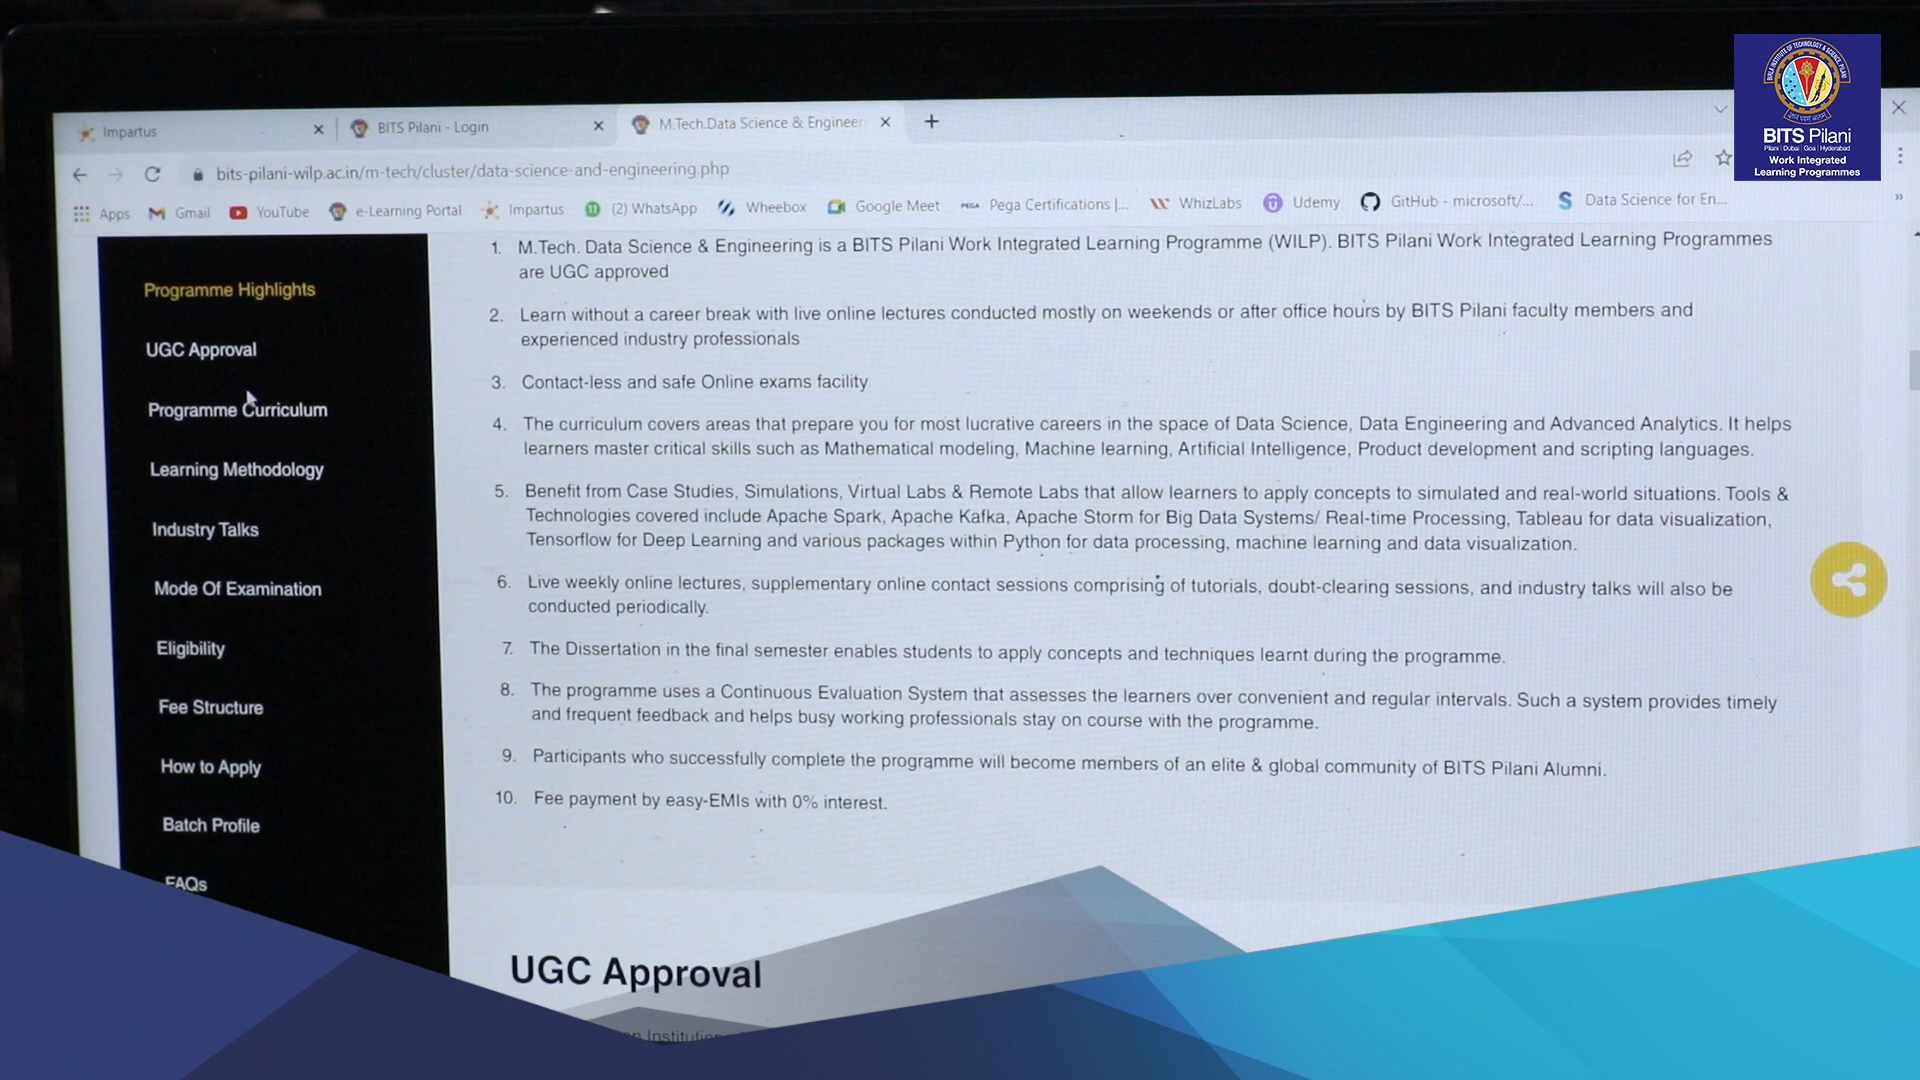 Impartus
BITS Pilani - Login
M.Tech.Data Science & Engineer
bits-pilani-wilp.ac.in/m-tech/cluster/data-science-and-engineering.php
Apps
Gmail
YouTube
e-Learning Portal
Impartus
(2) WhatsApp
Wheebox
Google Meet
Pega Certifications |...
WhizLabs
Udemy
GitHub - microsoft/...
Data Science for En...
BITS Pilani
Pilani | Dubai | Goa | Hyderabad
Work Integrated
Learning Programmes
Programme Highlights
UGC Approval
Programme Curriculum
Learning Methodology
Industry Talks
Mode Of Examination
Eligibility
Fee Structure
How to Apply
Batch Profile
FAQs
1. M.Tech. Data Science & Engineering is a BITS Pilani Work Integrated Learning Programme (WILP). BITS Pilani Work Integrated Learning Programmes
are UGC approved
2. Learn without a career break with live online lectures conducted mostly on weekends or after office hours by BITS Pilani faculty members and
experienced industry professionals
3. Contact-less and safe Online exams facility
4. The curriculum covers areas that prepare you for most lucrative careers in the space of Data Science, Data Engineering and Advanced Analytics. It helps
learners master critical skills such as Mathematical modeling, Machine learning, Artificial Intelligence, Product development and scripting languages.
5. Benefit from Case Studies, Simulations, Virtual Labs & Remote Labs that allow learners to apply concepts to simulated and real-world situations. Tools &
Technologies covered include Apache Spark, Apache Kafka, Apache Storm for Big Data Systems/ Real-time Processing, Tableau for data visualization,
Tensorflow for Deep Learning and various packages within Python for data processing, machine learning and data visualization.
6. Live weekly online lectures, supplementary online contact sessions comprising of tutorials, doubt-clearing sessions, and industry talks will also be
conducted periodically.
7. The Dissertation in the final semester enables students to apply concepts and techniques learnt during the programme.
8. The programme uses a Continuous Evaluation System that assesses the learners over convenient and regular intervals. Such a system provides timely
and frequent feedback and helps busy working professionals stay on course with the programme.
9. Participants who successfully complete the programme will become members of an elite & global community of BITS Pilani Alumni.
10. Fee payment by easy-EMIs with 0% interest.
UGC Approval